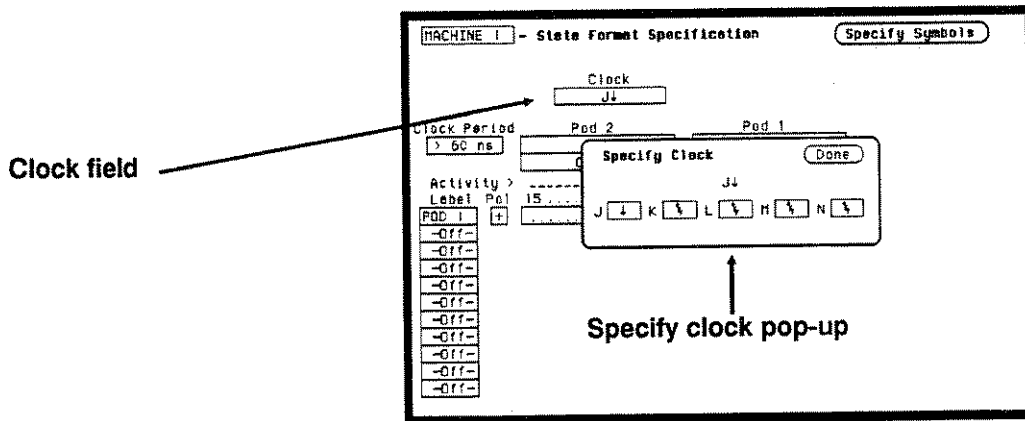 MACHINE 1 - State Format Specification Specify Symbols
Clock
J↓
Clock Period Pod 2 Pod 1
> 60 ns
Clock field
Specify Clock Done
Activity > ------
J↓
Label Pol 15....
J ↓ K L M N
POD 1 + ......
-Off-
-Off-
-Off-
-Off-
-Off-
-Off-
-Off-
-Off-
-Off-
-Off-
Specify clock pop-up